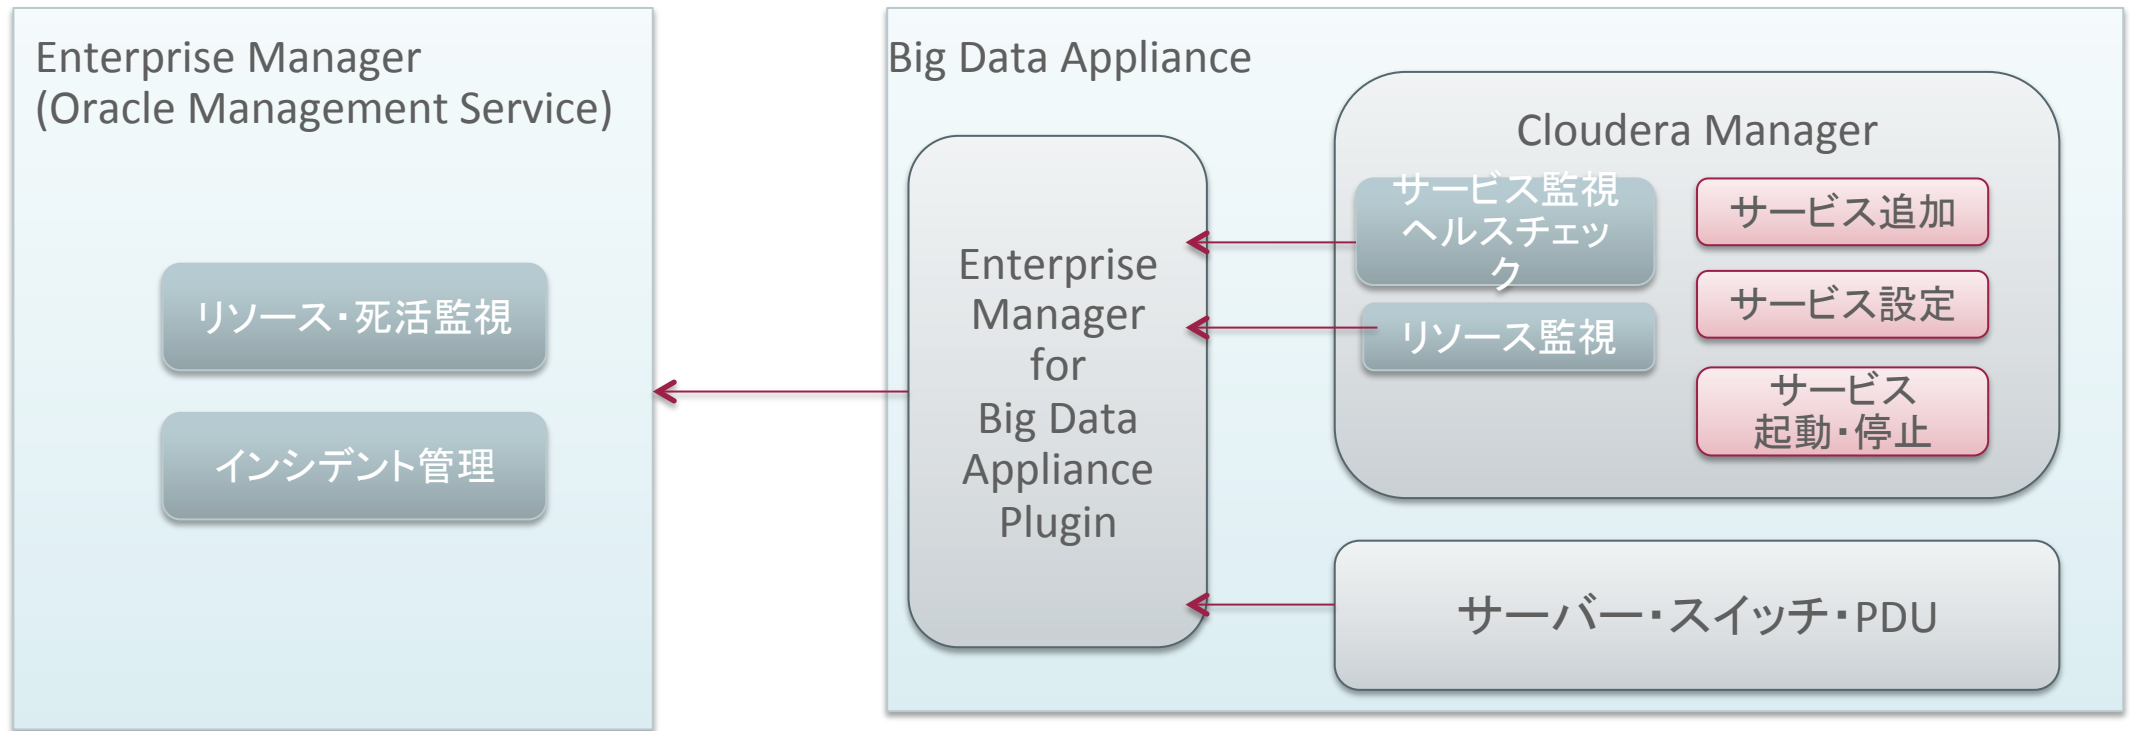 Enterprise Manager
(Oracle Management Service)
リソース・死活監視
インシデント管理
Big Data Appliance
Enterprise
Manager
for
Big Data
Appliance
Plugin
Cloudera Manager
サービス監視
ヘルスチェッ
ク
リソース監視
サービス追加
サービス設定
サービス
起動・停止
サーバー・スイッチ・PDU